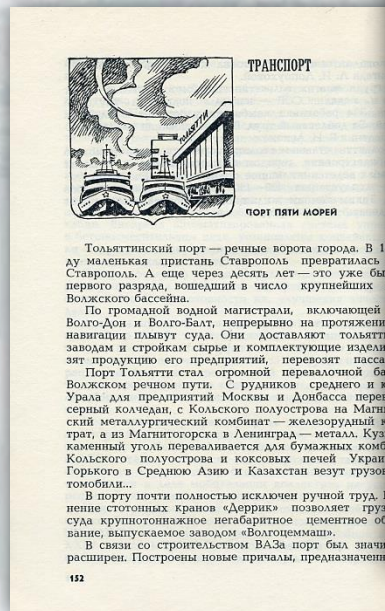 ТРАНСПОРТ
ТОЛЬЯТТИ
ПОРТ ПЯТИ МОРЕЙ
Тольяттинский порт — речные ворота города. В 1
ду маленькая пристань Ставрополь превратилась
Ставрополь. А еще через десять лет — это уже бы
первого разряда, вошедший в число крупнейших
Волжского бассейна.
По громадной водной магистрали, включающей
Волго-Дон и Волго-Балт, непрерывно на протяжени
навигации плывут суда. Они доставляют тольятт
заводам и стройкам сырье и комплектующие издели
зят продукцию его предприятий, перевозят пасса
Порт Тольятти стал огромной перевалочной ба
Волжском речном пути. С рудников среднего и
Урала для предприятий Москвы и Донбасса перев
серный колчедан, с Кольского полуострова на Магн
ский металлургический комбинат — железорудный к
трат, а из Магнитогорска в Ленинград — металл. Куз
каменный уголь переваливается для бумажных комб
Кольского полуострова и коксовых печей Украи
Горького в Среднюю Азию и Казахстан везут грузов
томобили...
В порту почти полностью исключен ручной труд.
нение стотонных кранов «Деррик» позволяет груз
суда крупнотоннажное негабаритное цементное об
вание, выпускаемое заводом «Волгоцеммаш».
В связи со строительством ВАЗа порт был значи
расширен. Построены новые причалы, предназначенн
152